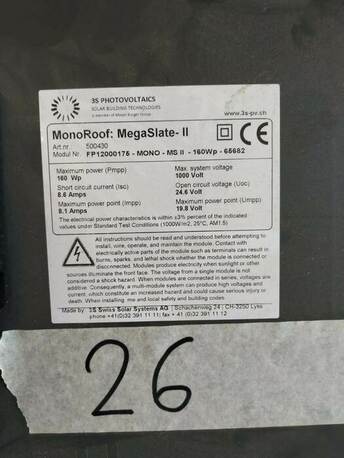 3S PHOTOVOLTAICS
SOLAR BUILDING TECHNOLOGIES
A member of Meyer Burger Group
www.3s-pv.ch
MonoRoof: MegaSlate- II
Art.nr. 500430
Modul Nr. FP12000175 - MONO - MS II - 160Wp - 65682
CE
Maximum power (Pmpp)
160 Wp
Short circuit current (Isc)
8.6 Amps
Maximum power point (Impp)
8.1 Amps
Max. system voltage
1000 Volt
Open circuit voltage (Uoc)
24.6 Volt
Maximum power point (Umpp)
19.8 Volt
The electrical power characteristics is within ±3% percent of the indicated
values under Standard Test Conditions (1000W/m2, 25°C, AM1.5)
All instructions should be read and understood before attempting to
install, wire, operate, and maintain the module. Contact with
electrically active parts of the module such as terminals can result in
burns, sparks, and lethal shock whether the module is connected or
disconnected. Modules produce electricity when sunlight or other
sources illuminate the front face. The voltage from a single module is not
considered a shock hazard. When modules are connected in series, voltages are
additive. Consequently, a multi-module system can produce high voltages and
current, which constitute an increased hazard and could cause serious injury or
death. When installing me and local safety and building codes.
Made by: 3S Swiss Solar Systems AG | Schachenweg 24 | CH-3250 Lyss
phone +41(0)32 391 11 11; fax + 41 (0)32 391 11 12
26